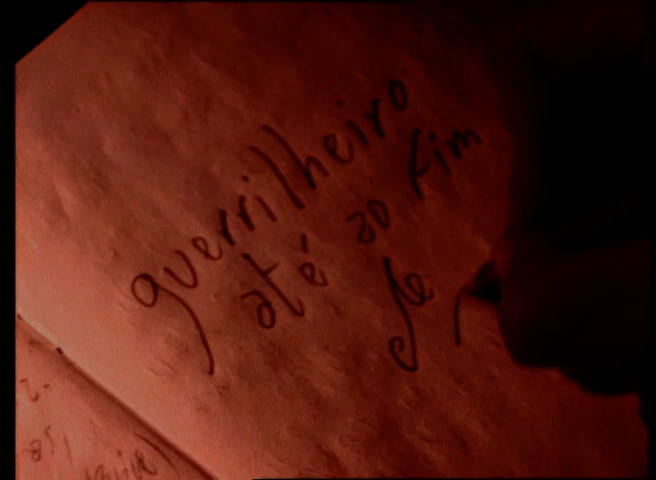 guerrilheiro
até ao fim
de